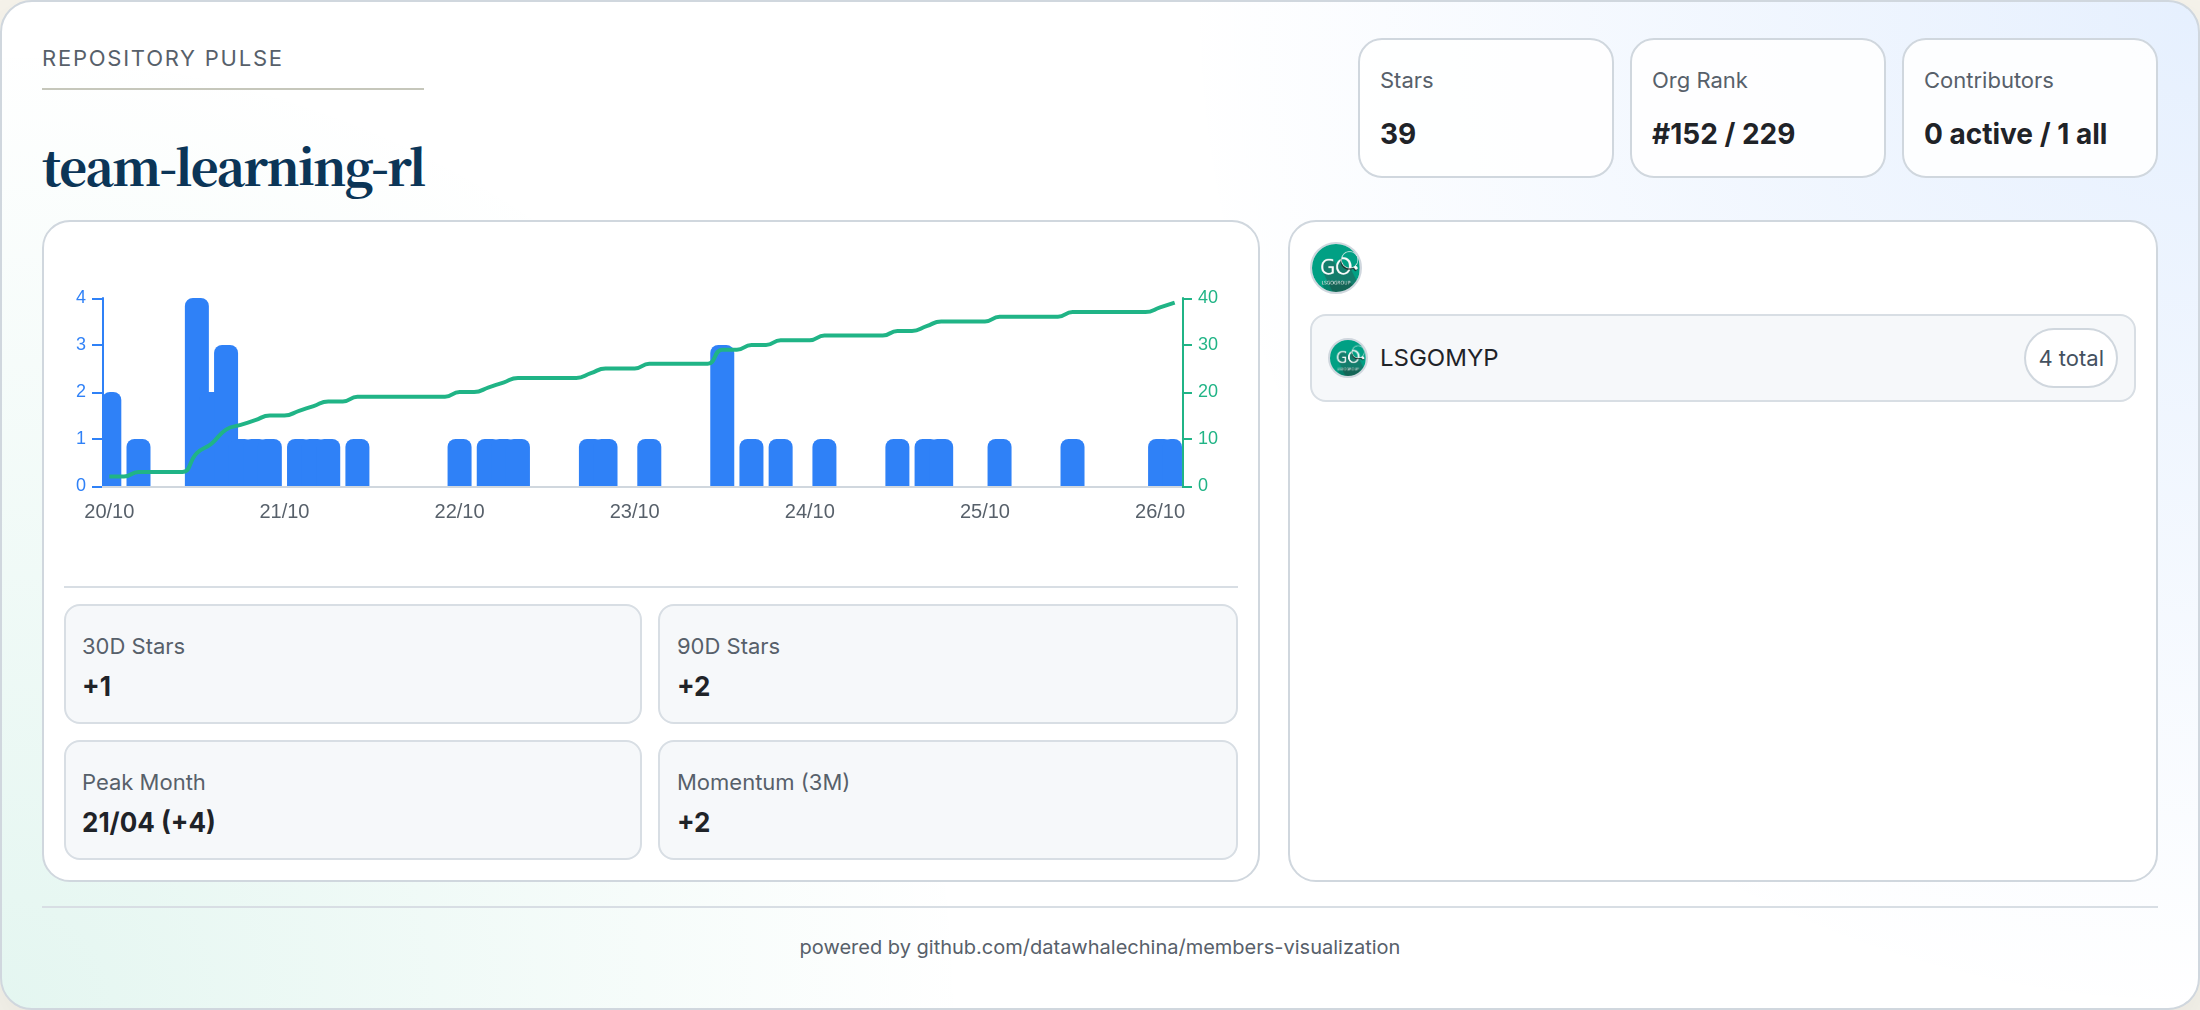 REPOSITORY PULSE
team-learning-rl
Stars
39
Org Rank
#152 / 229
Contributors
0 active / 1 all
4
3
2
1
0
40
30
20
10
0
20/10
21/10
22/10
23/10
24/10
25/10
26/10
30D Stars
+1
90D Stars
+2
Peak Month
21/04 (+4)
Momentum (3M)
+2
GO
LSGOGROUP
GO
LSGOMYP
4 total
powered by github.com/datawhalechina/members-visualization